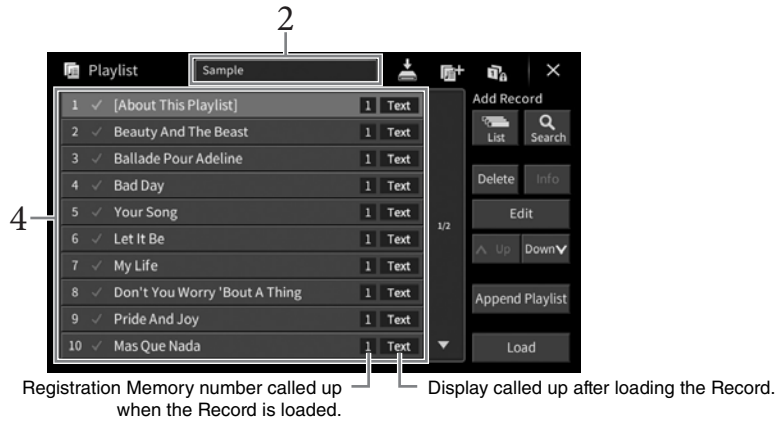 2
Playlist Sample
1 [About This Playlist] 1 Text
2 Beauty And The Beast 1 Text
3 Ballade Pour Adeline 1 Text
4 Bad Day 1 Text
5 Your Song 1 Text
6 Let It Be 1 Text
7 My Life 1 Text
8 Don't You Worry 'Bout A Thing 1 Text
9 Pride And Joy 1 Text
10 Mas Que Nada 1 Text
4
1/2
Add Record
List Search
Delete Info
Edit
Up Down
Append Playlist
Load
Registration Memory number called up
when the Record is loaded.
Display called up after loading the Record.